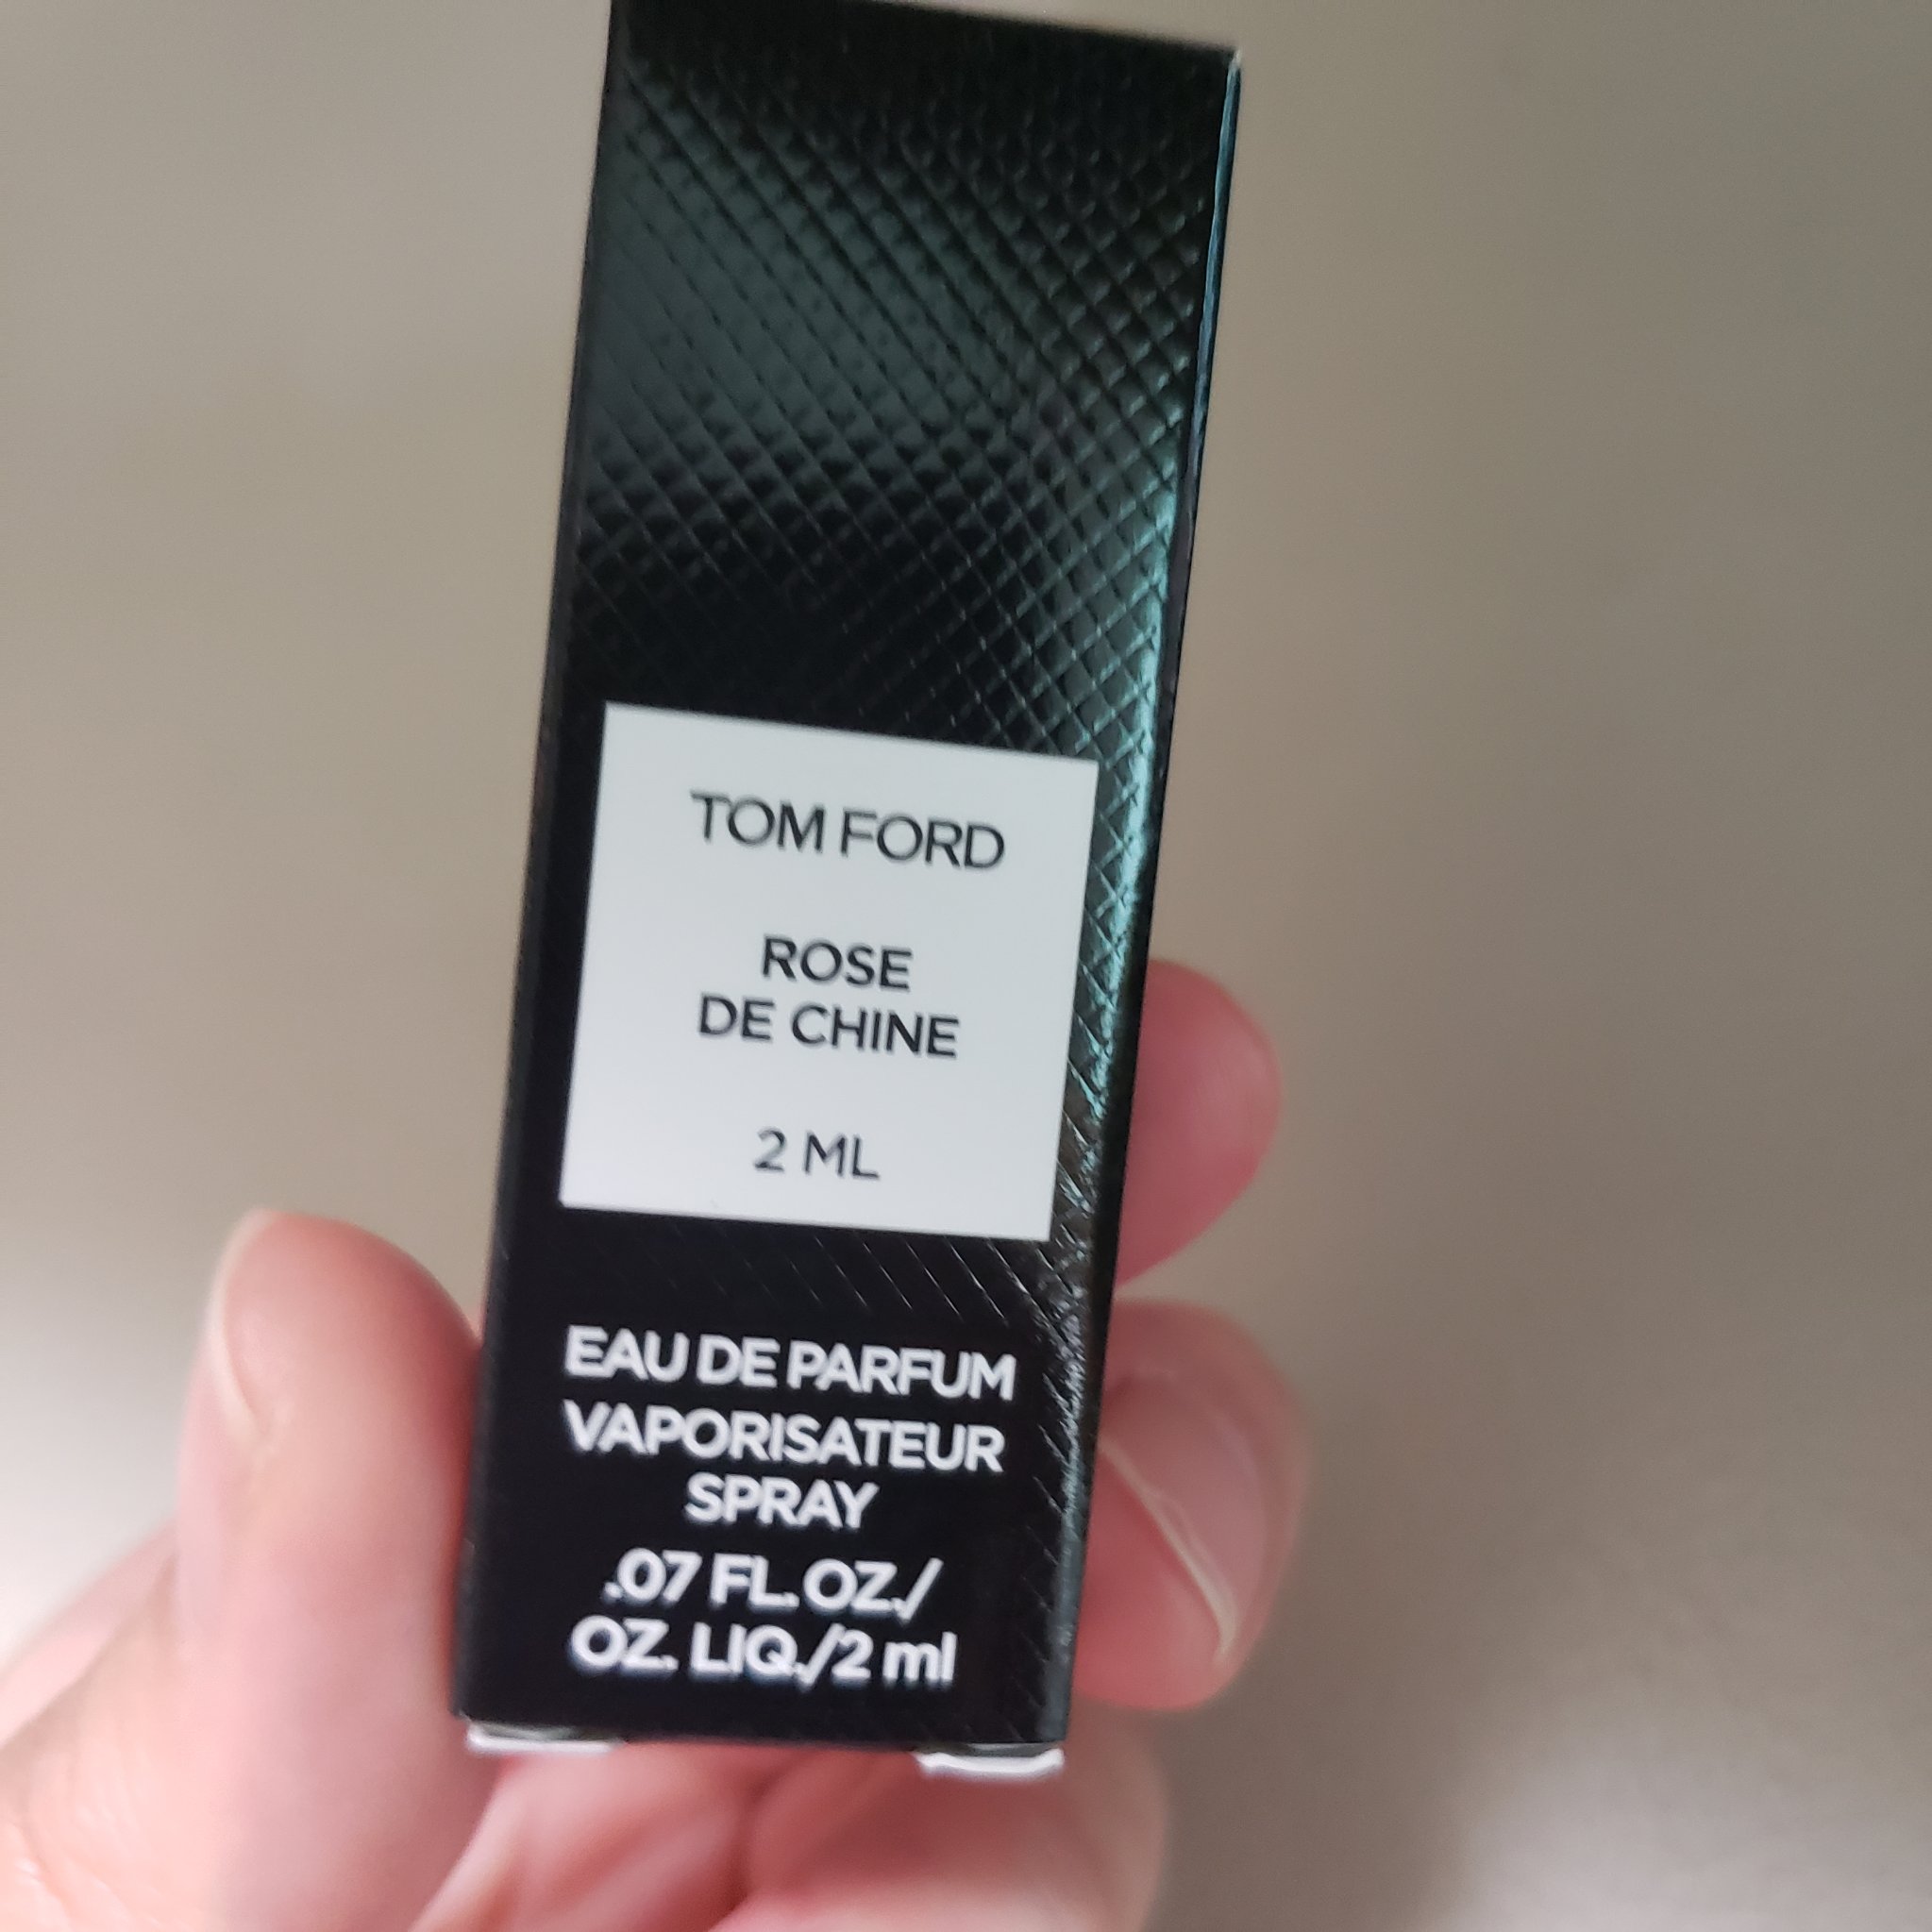 TOM FORD
ROSE
DE CHINE
2 ML
EAU DE PARFUM
VAPORISATEUR
SPRAY
.07 FL. OZ./
OZ. LIQ./2 ml